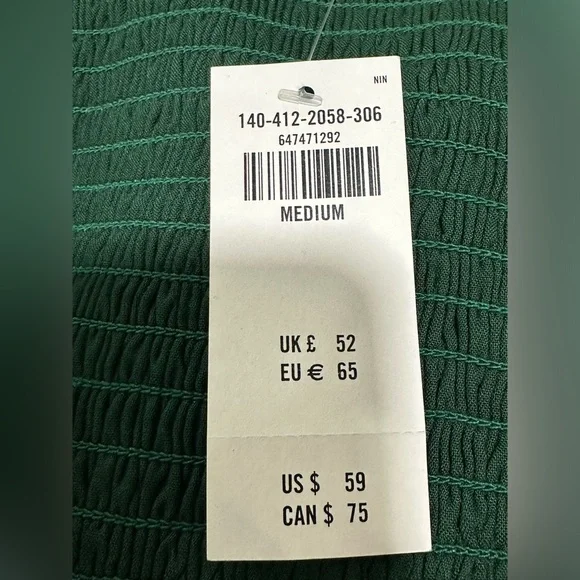 NIN
140-412-2058-306
647471292
MEDIUM
UK £ 52
EU € 65
US $ 59
CAN $ 75